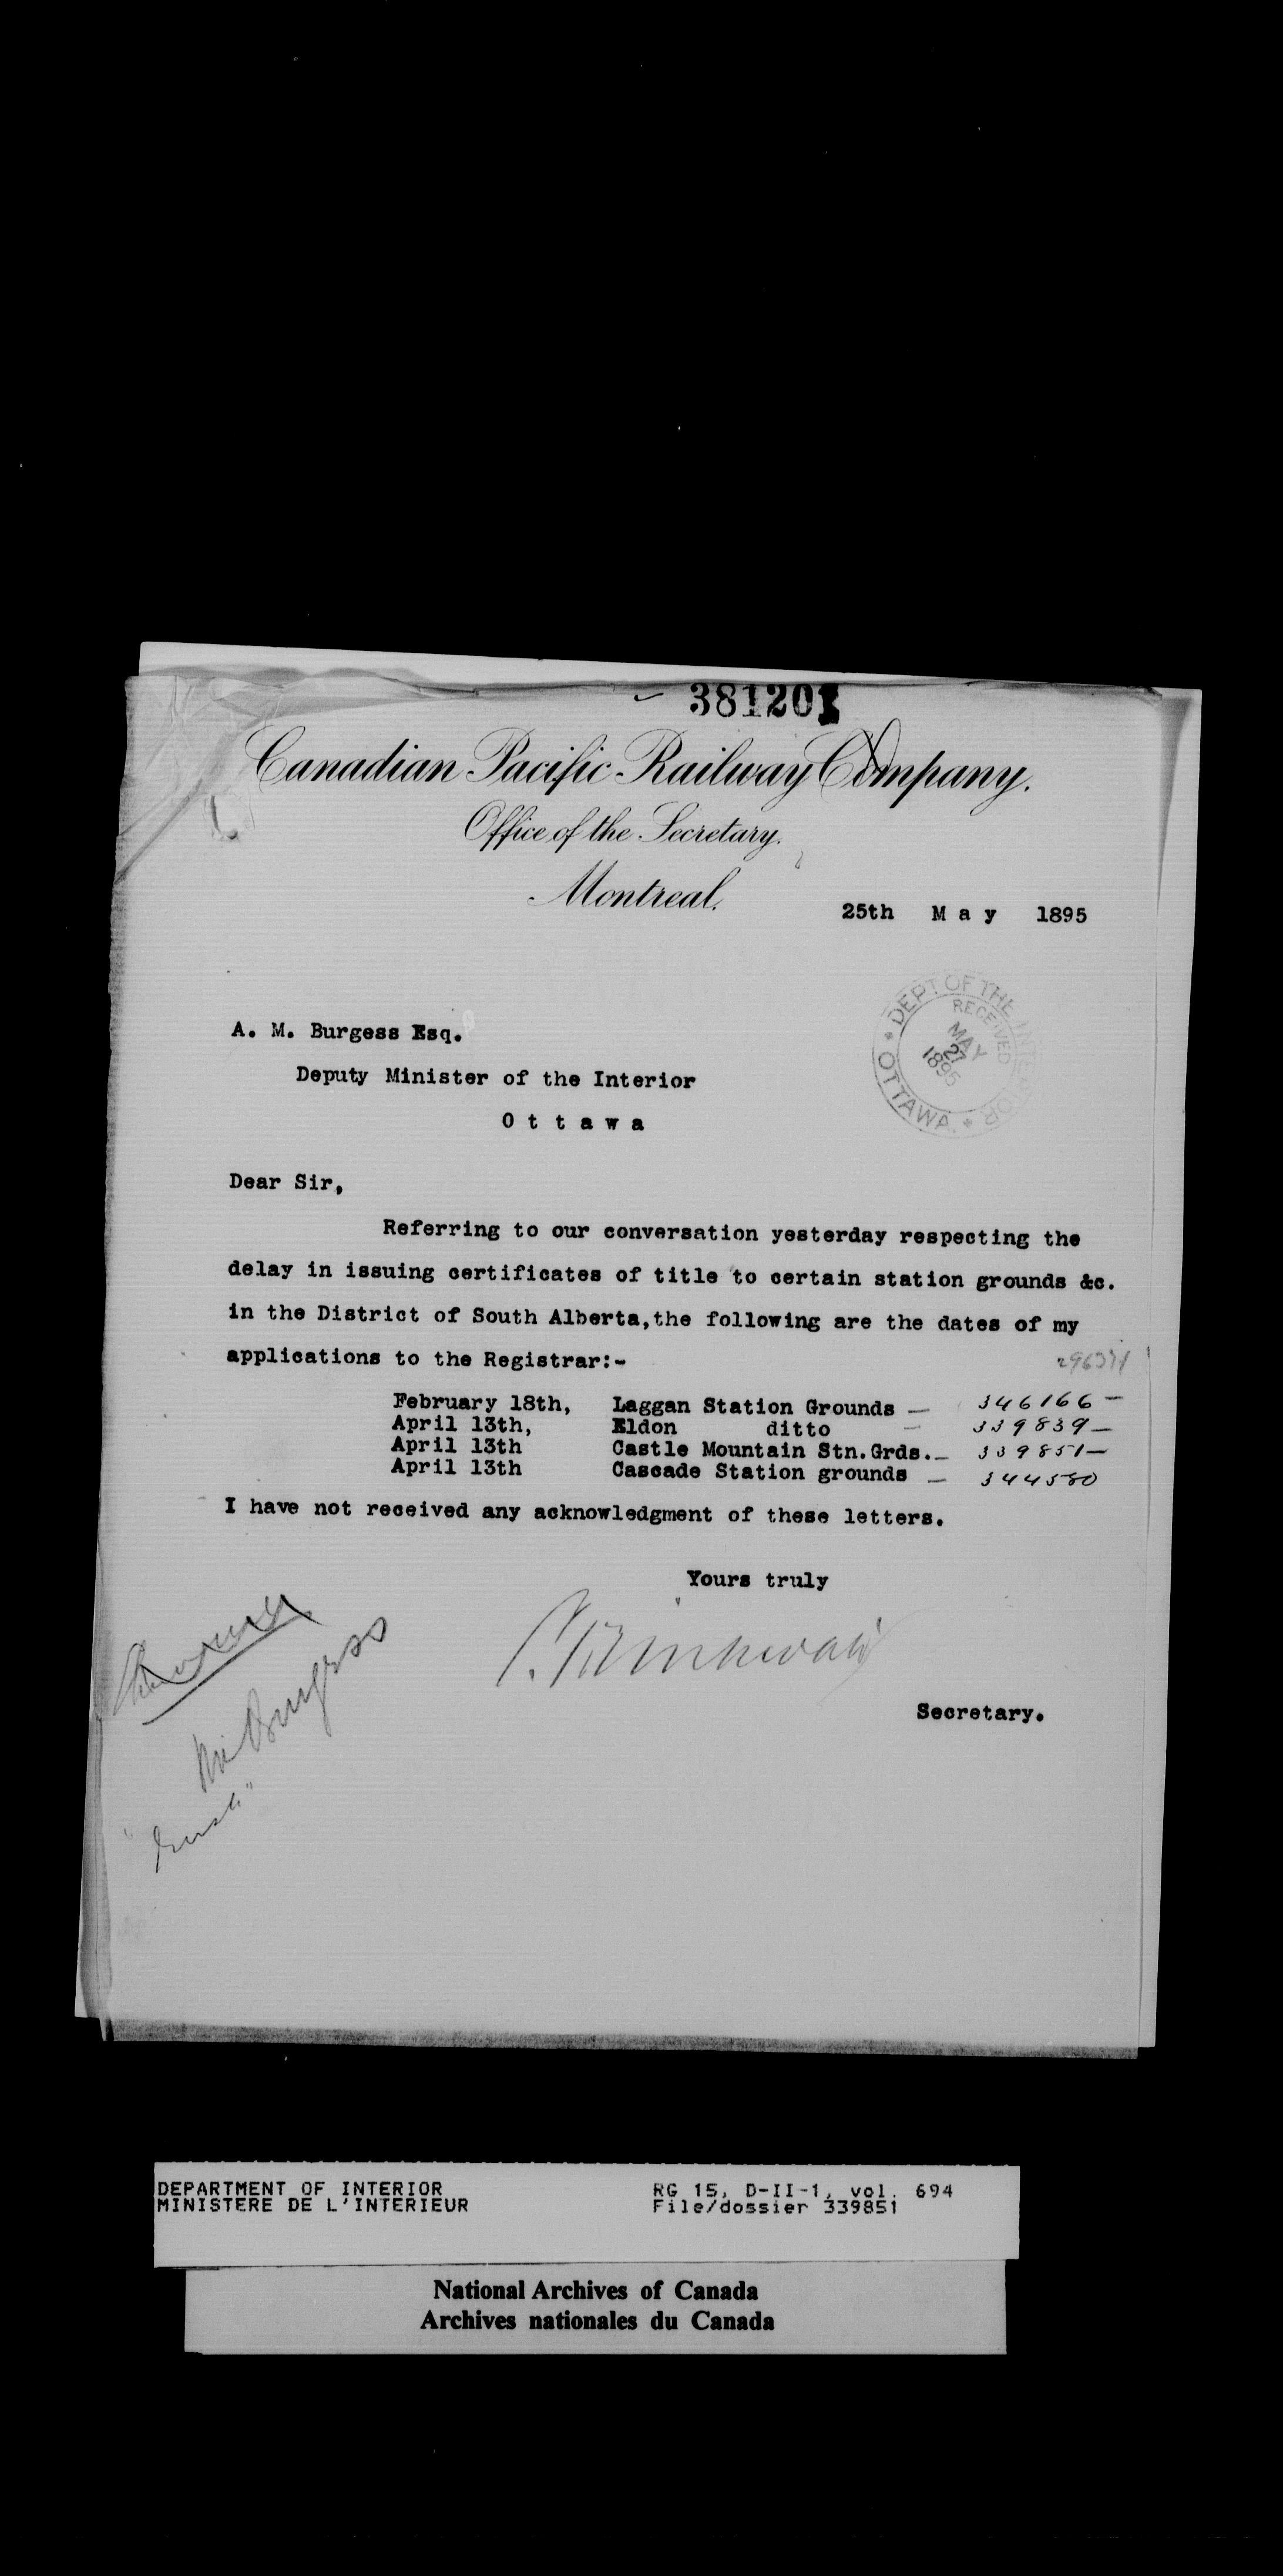 381201
Canadian Pacific Railway Company.
Office of the Secretary.
Montreal.
25th May 1895
DEPT. OF THE INTERIOR
RECEIVED
MAY
27
1895
OTTAWA.
A. M. Burgess Esq.
Deputy Minister of the Interior
Ottawa
Dear Sir,
Referring to our conversation yesterday respecting the
delay in issuing certificates of title to certain station grounds &c.
in the District of South Alberta,the following are the dates of my
applications to the Registrar:-
February 18th, Laggan Station Grounds — 346166 —
April 13th, Eldon ditto — 339839 —
April 13th Castle Mountain Stn.Grds. — 339851 —
April 13th Cascade Station grounds — 344580
I have not received any acknowledgment of these letters.
Yours truly
C. Drinkwater
Secretary.
Mr Burgess
DEPARTMENT OF INTERIOR RG 15, D-II-1, vol. 694
MINISTERE DE L'INTERIEUR File/dossier 339851
National Archives of Canada
Archives nationales du Canada